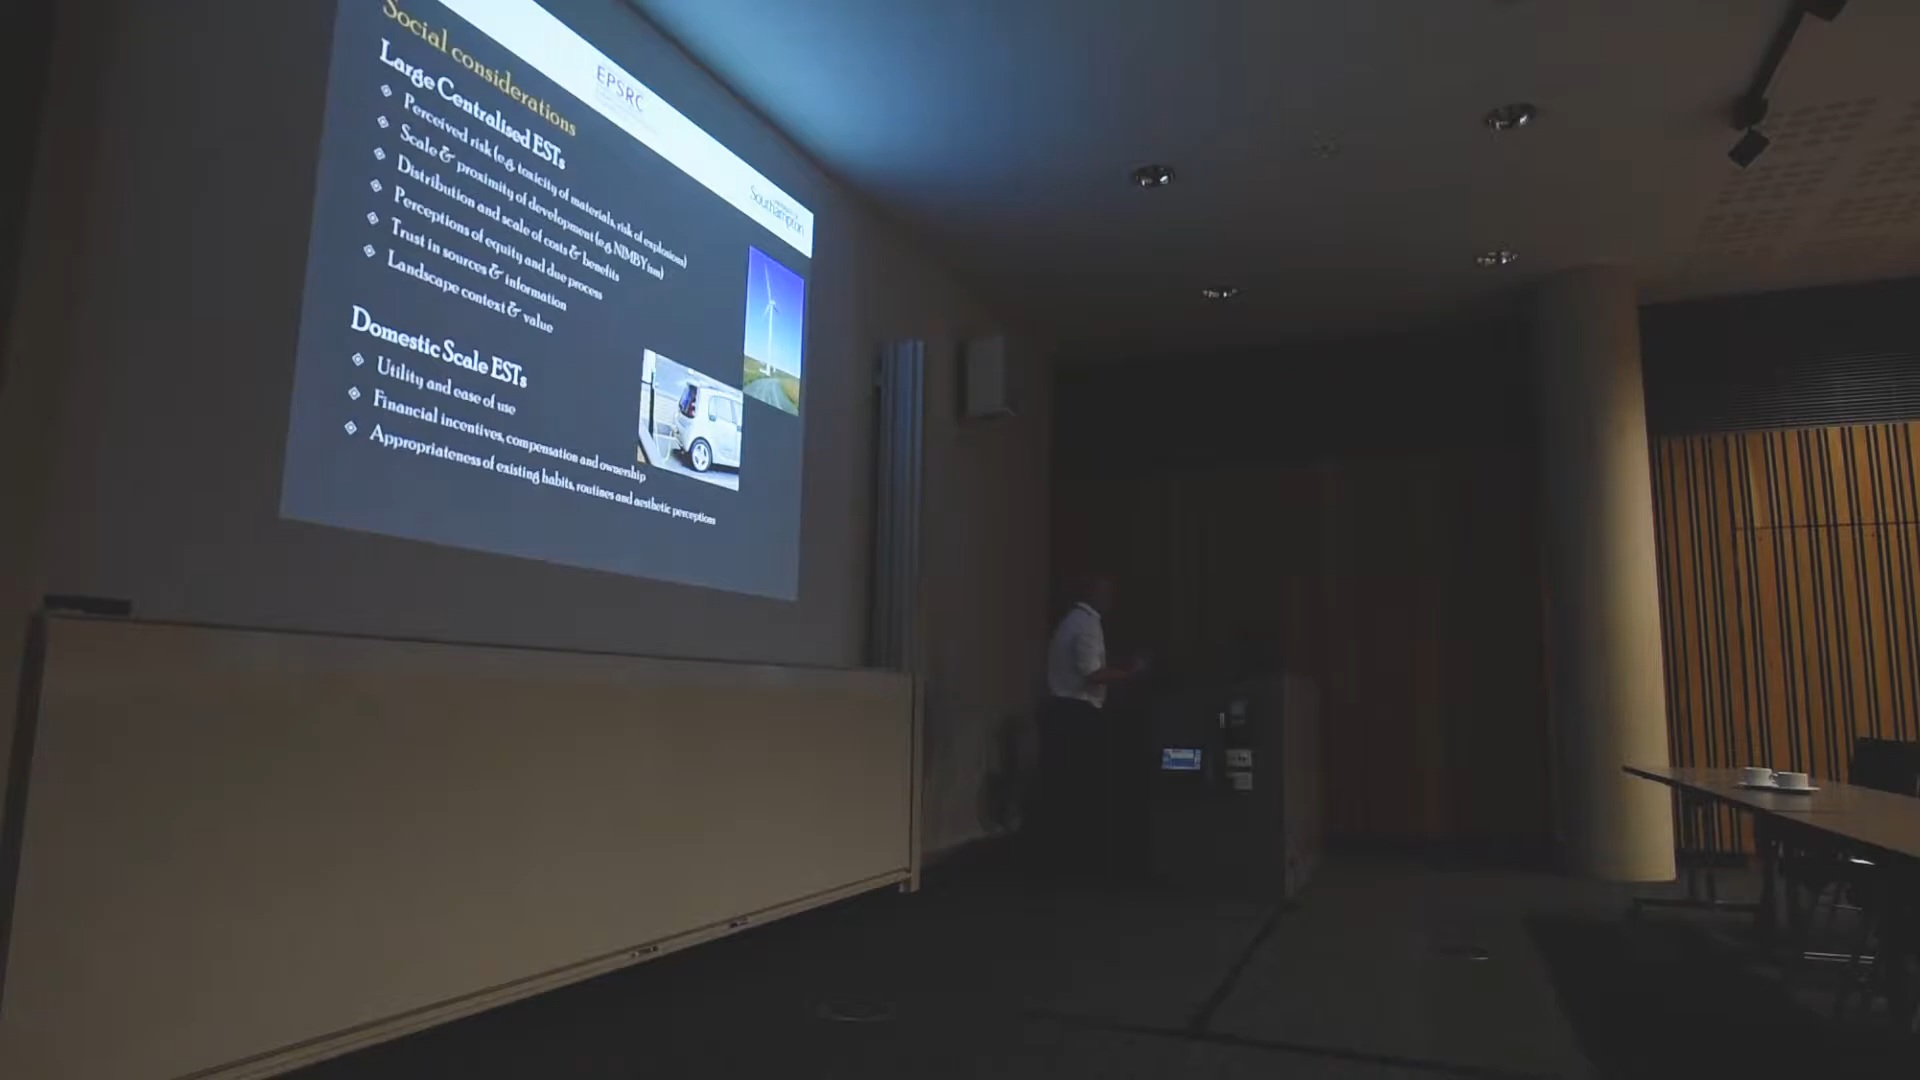 Social considerations
EPSRC
Southampton
Large Centralised ESTs
Perceived risk (e.g. toxicity of materials, risk of explosions)
Scale & proximity of development (e.g. NIMBYism)
Distribution and scale of costs & benefits
Perceptions of equity and due process
Trust in sources & information
Landscape context & value
Domestic Scale ESTs
Utility and ease of use
Financial incentives, compensation and ownership
Appropriateness of existing habits, routines and aesthetic perceptions